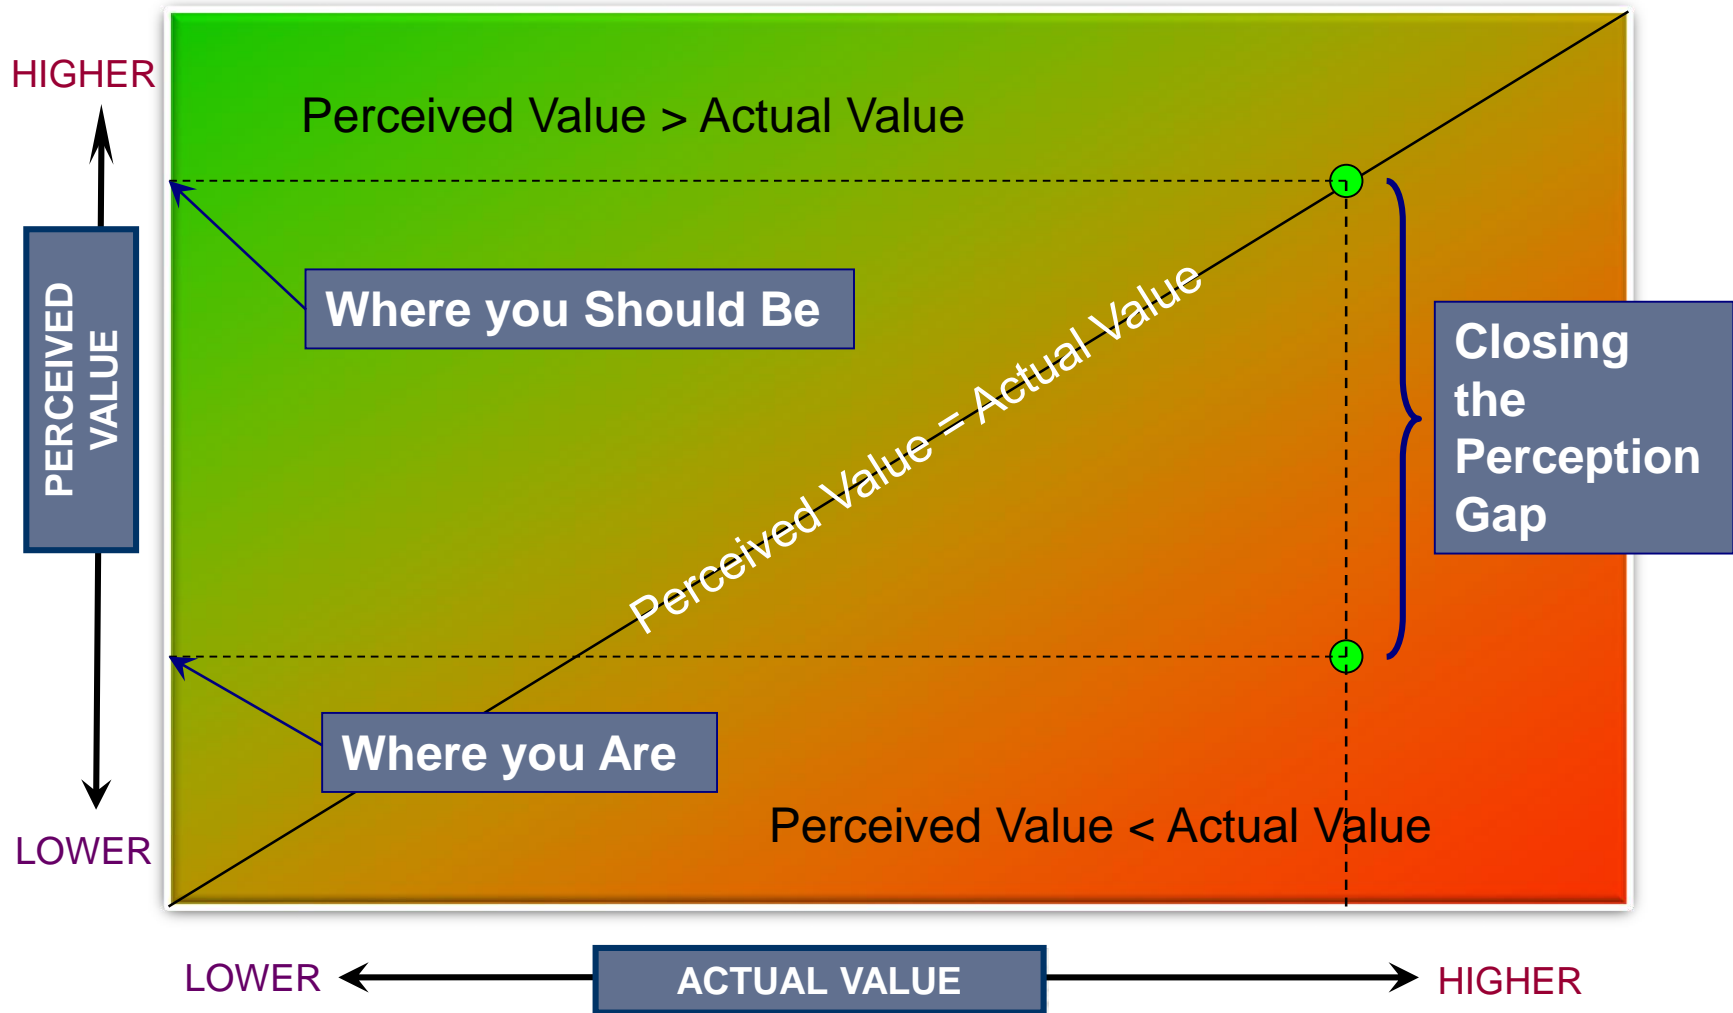 HIGHER
Perceived Value > Actual Value
PERCEIVED
VALUE
Where you Should Be
Perceived Value = Actual Value
Closing
the
Perception
Gap
Where you Are
Perceived Value < Actual Value
LOWER
LOWER
ACTUAL VALUE
HIGHER